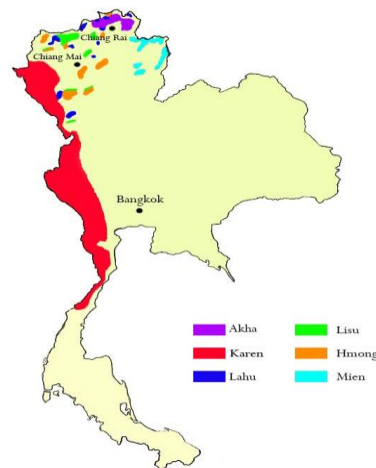 Chiang Rai
Chiang Mai
Bangkok
Akha
Lisu
Karen
Hmong
Lahu
Mien